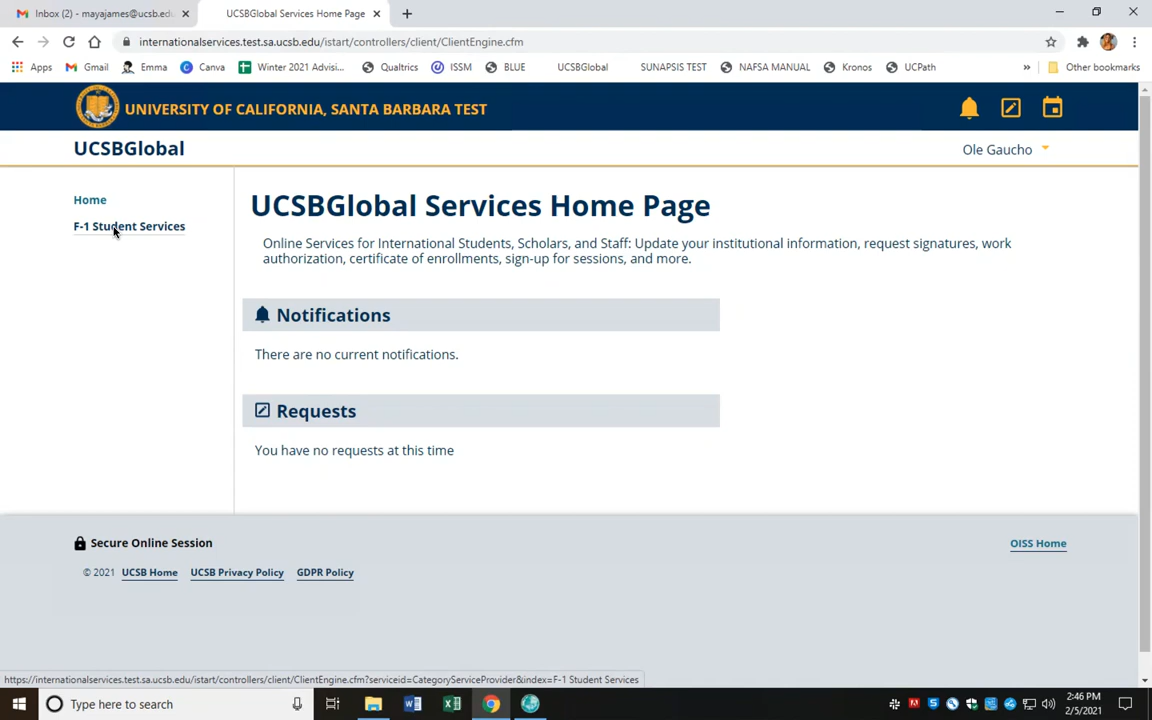 Inbox (2) - mayajames@ucsb.ed
UCSBGlobal Services Home Page
internationalservices.test.sa.ucsb.edu/istart/controllers/client/ClientEngine.cfm
Apps Gmail Emma Canva Winter 2021 Advisi... Qualtrics ISSM BLUE UCSBGlobal SUNAPSIS TEST NAFSA MANUAL Kronos UCPath » Other bookmarks
UNIVERSITY OF CALIFORNIA, SANTA BARBARA TEST
UCSBGlobal
Ole Gaucho
Home
F-1 Student Services
UCSBGlobal Services Home Page
Online Services for International Students, Scholars, and Staff: Update your institutional information, request signatures, work
authorization, certificate of enrollments, sign-up for sessions, and more.
Notifications
There are no current notifications.
Requests
You have no requests at this time
Secure Online Session
OISS Home
© 2021 UCSB Home UCSB Privacy Policy GDPR Policy
https://internationalservices.test.sa.ucsb.edu/istart/controllers/client/ClientEngine.cfm?serviceid=CategoryServiceProvider&index=F-1 Student Services
Type here to search
2:46 PM
2/5/2021